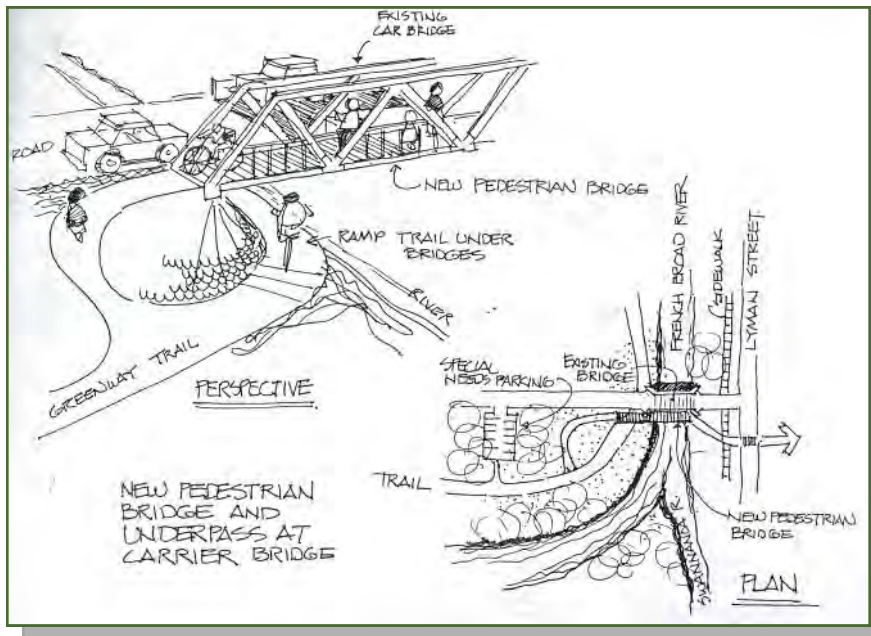 EXISTING
CAR BRIDGE
ROAD
NEW PEDESTRIAN BRIDGE
RAMP TRAIL UNDER
BRIDGES
RIVER
GREENWAY TRAIL
PERSPECTIVE
NEW PEDESTRIAN
BRIDGE AND
UNDERPASS AT
CARRIER BRIDGE
FRENCH BROAD RIVER
SIDEWALK
LYMAN STREET
SPECIAL
NEEDS PARKING
EXISTING
BRIDGE
TRAIL
NEW PEDESTRIAN
BRIDGE
SWANNANOA R.
PLAN